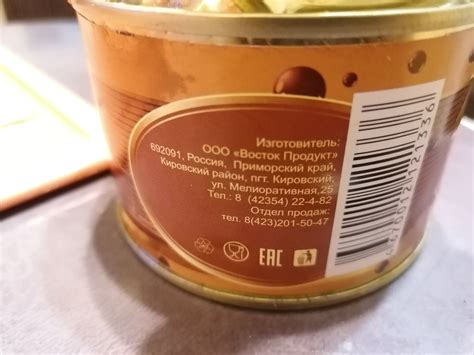 Изготовитель:
ООО «Восток Продукт»
692091, Россия, Приморский край,
Кировский район, пгт. Кировский,
ул. Мелиоративная,25
Тел.: 8 (42354) 22-4-82
Отдел продаж:
тел. 8(423)201-50-47
EAC